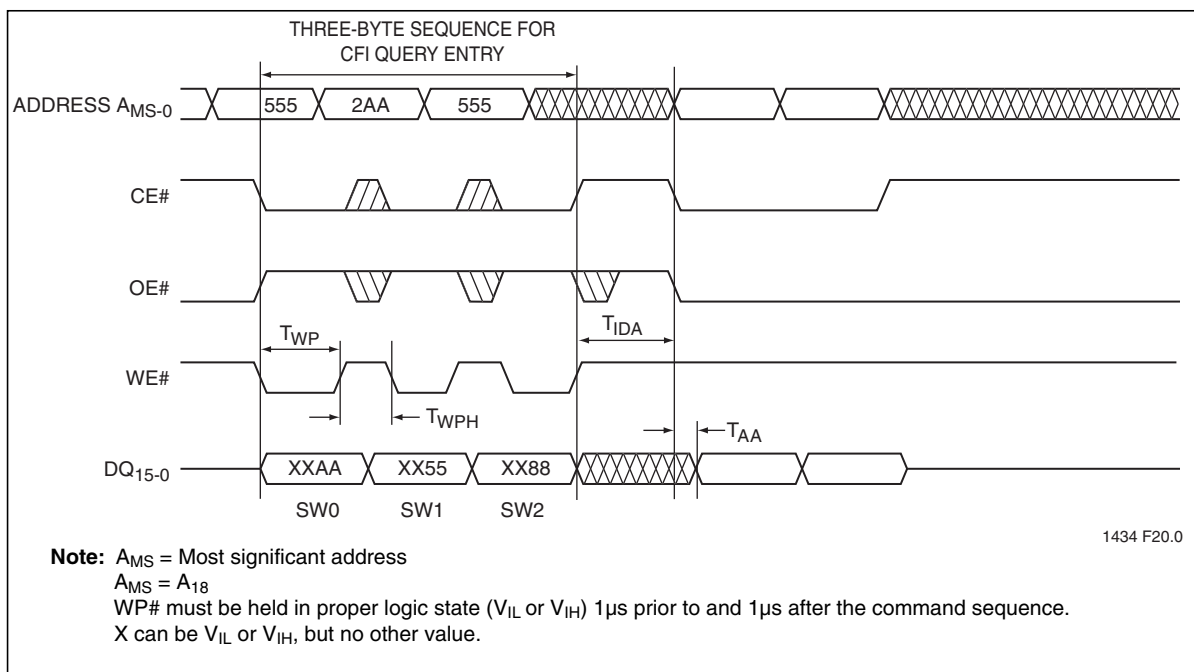 THREE-BYTE SEQUENCE FOR
CFI QUERY ENTRY
ADDRESS AMS-0
555 2AA 555
CE#
OE#
TWP
TIDA
WE#
TWPH
TAA
DQ15-0
XXAA XX55 XX88
SW0 SW1 SW2
1434 F20.0
Note: AMS = Most significant address
AMS = A18
WP# must be held in proper logic state (VIL or VIH) 1µs prior to and 1µs after the command sequence.
X can be VIL or VIH, but no other value.